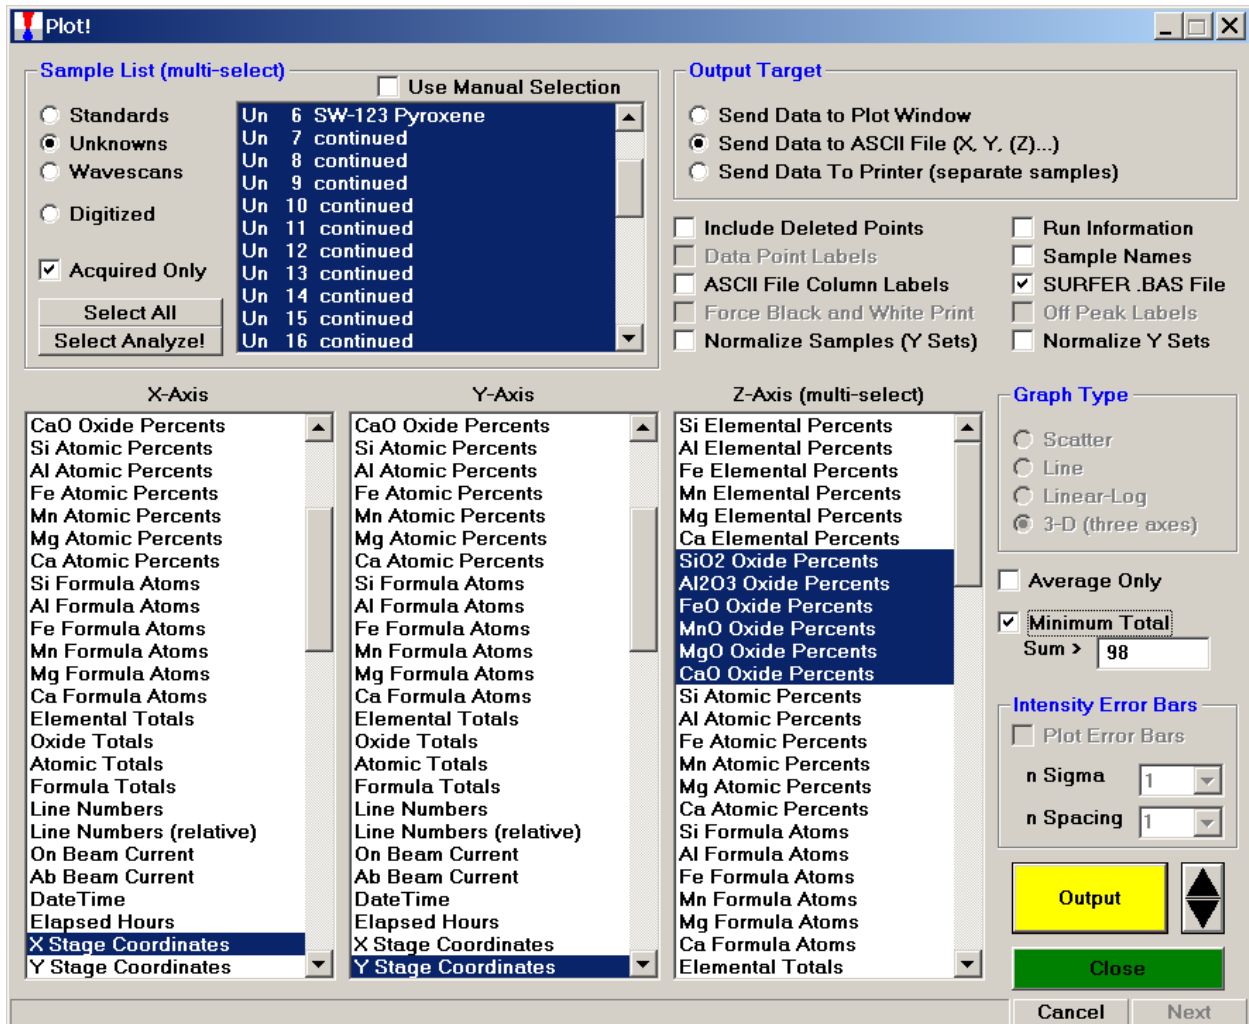 Plot!
Sample List (multi-select)
Use Manual Selection
Standards
Unknowns
Wavescans
Digitized
Acquired Only
Select All
Select Analyze!
Un 6 SW-123 Pyroxene
Un 7 continued
Un 8 continued
Un 9 continued
Un 10 continued
Un 11 continued
Un 12 continued
Un 13 continued
Un 14 continued
Un 15 continued
Un 16 continued
Output Target
Send Data to Plot Window
Send Data to ASCII File (X, Y, (Z)...)
Send Data To Printer (separate samples)
Include Deleted Points
Data Point Labels
ASCII File Column Labels
Force Black and White Print
Normalize Samples (Y Sets)
Run Information
Sample Names
SURFER .BAS File
Off Peak Labels
Normalize Y Sets
X-Axis
CaO Oxide Percents
Si Atomic Percents
Al Atomic Percents
Fe Atomic Percents
Mn Atomic Percents
Mg Atomic Percents
Ca Atomic Percents
Si Formula Atoms
Al Formula Atoms
Fe Formula Atoms
Mn Formula Atoms
Mg Formula Atoms
Ca Formula Atoms
Elemental Totals
Oxide Totals
Atomic Totals
Formula Totals
Line Numbers
Line Numbers (relative)
On Beam Current
Ab Beam Current
DateTime
Elapsed Hours
X Stage Coordinates
Y Stage Coordinates
Y-Axis
CaO Oxide Percents
Si Atomic Percents
Al Atomic Percents
Fe Atomic Percents
Mn Atomic Percents
Mg Atomic Percents
Ca Atomic Percents
Si Formula Atoms
Al Formula Atoms
Fe Formula Atoms
Mn Formula Atoms
Mg Formula Atoms
Ca Formula Atoms
Elemental Totals
Oxide Totals
Atomic Totals
Formula Totals
Line Numbers
Line Numbers (relative)
On Beam Current
Ab Beam Current
DateTime
Elapsed Hours
X Stage Coordinates
Y Stage Coordinates
Z-Axis (multi-select)
Si Elemental Percents
Al Elemental Percents
Fe Elemental Percents
Mn Elemental Percents
Mg Elemental Percents
Ca Elemental Percents
SiO2 Oxide Percents
Al2O3 Oxide Percents
FeO Oxide Percents
MnO Oxide Percents
MgO Oxide Percents
CaO Oxide Percents
Si Atomic Percents
Al Atomic Percents
Fe Atomic Percents
Mn Atomic Percents
Mg Atomic Percents
Ca Atomic Percents
Si Formula Atoms
Al Formula Atoms
Fe Formula Atoms
Mn Formula Atoms
Mg Formula Atoms
Ca Formula Atoms
Elemental Totals
Graph Type
Scatter
Line
Linear-Log
3-D (three axes)
Average Only
Minimum Total
Sum > 98
Intensity Error Bars
Plot Error Bars
n Sigma 1
n Spacing 1
Output
Close
Cancel
Next